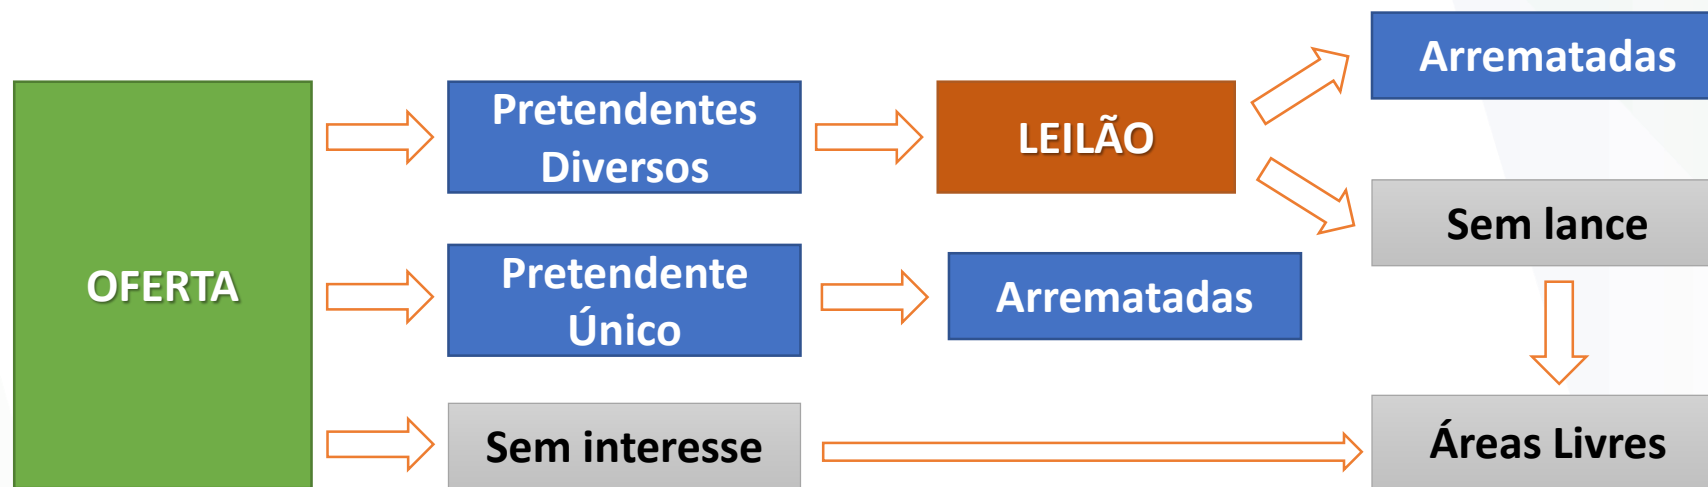 OFERTA
Pretendentes
Diversos
LEILÃO
Arrematadas
Sem lance
Pretendente
Único
Arrematadas
Sem interesse
Áreas Livres